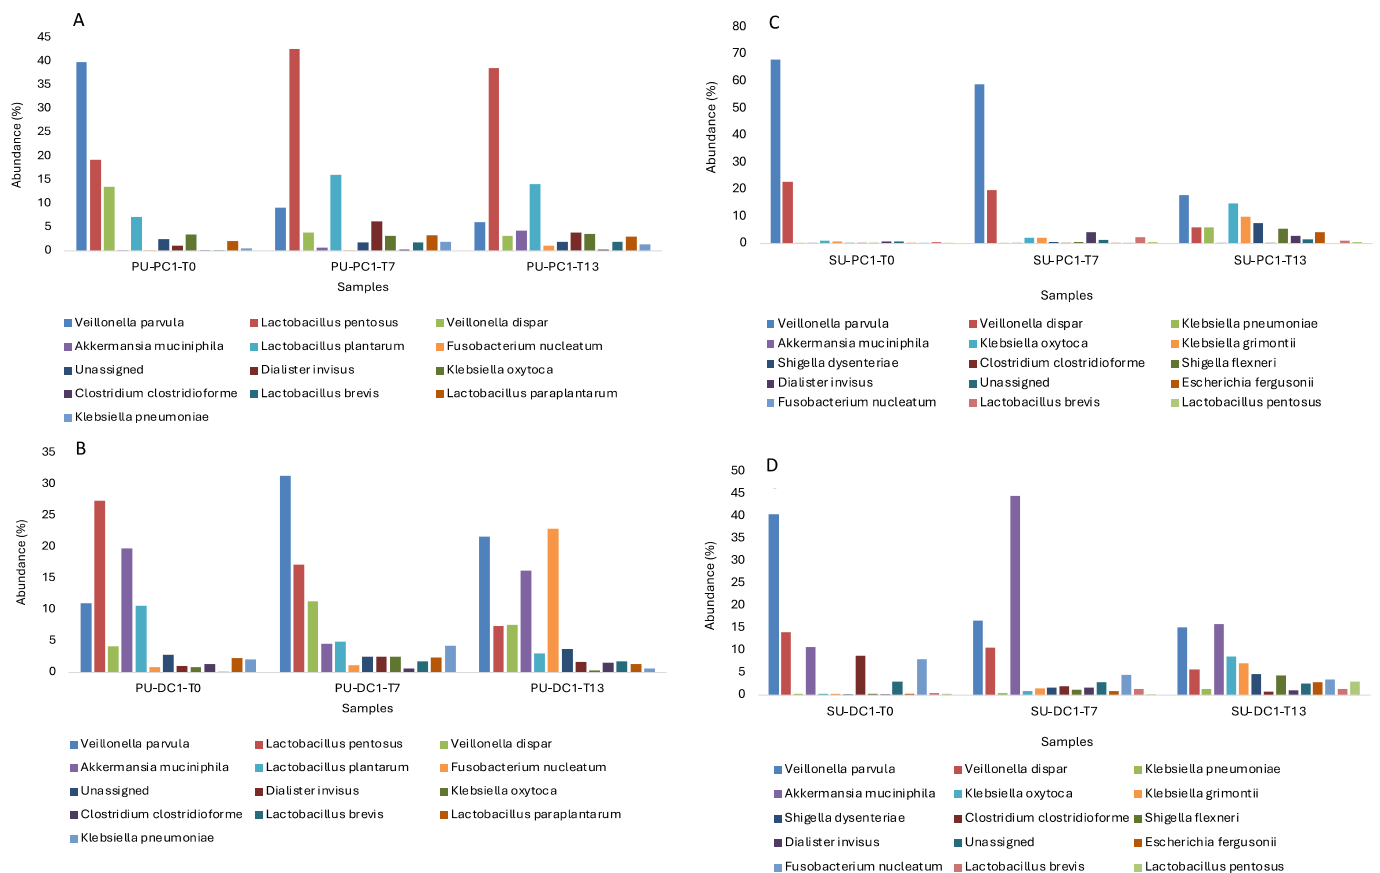 A
45
40
35
30
25
20
15
10
5
0
Abundance (%)
PU-PC1-T0 PU-PC1-T7 PU-PC1-T13
Samples
Veillonella parvula Lactobacillus pentosus Veillonella dispar
Akkermansia muciniphila Lactobacillus plantarum Fusobacterium nucleatum
Unassigned Dialister invisus Klebsiella oxytoca
Clostridium clostridioforme Lactobacillus brevis Lactobacillus paraplantarum
Klebsiella pneumoniae
B
35
30
25
20
15
10
5
0
Abundance (%)
PU-DC1-T0 PU-DC1-T7 PU-DC1-T13
Samples
Veillonella parvula Lactobacillus pentosus Veillonella dispar
Akkermansia muciniphila Lactobacillus plantarum Fusobacterium nucleatum
Unassigned Dialister invisus Klebsiella oxytoca
Clostridium clostridioforme Lactobacillus brevis Lactobacillus paraplantarum
Klebsiella pneumoniae
C
80
70
60
50
40
30
20
10
0
Abundance (%)
SU-PC1-T0 SU-PC1-T7 SU-PC1-T13
Samples
Veillonella parvula Veillonella dispar Klebsiella pneumoniae
Akkermansia muciniphila Klebsiella oxytoca Klebsiella grimontii
Shigella dysenteriae Clostridium clostridioforme Shigella flexneri
Dialister invisus Unassigned Escherichia fergusonii
Fusobacterium nucleatum Lactobacillus brevis Lactobacillus pentosus
D
50
45
40
35
30
25
20
15
10
5
0
Abundance (%)
SU-DC1-T0 SU-DC1-T7 SU-DC1-T13
Samples
Veillonella parvula Veillonella dispar Klebsiella pneumoniae
Akkermansia muciniphila Klebsiella oxytoca Klebsiella grimontii
Shigella dysenteriae Clostridium clostridioforme Shigella flexneri
Dialister invisus Unassigned Escherichia fergusonii
Fusobacterium nucleatum Lactobacillus brevis Lactobacillus pentosus